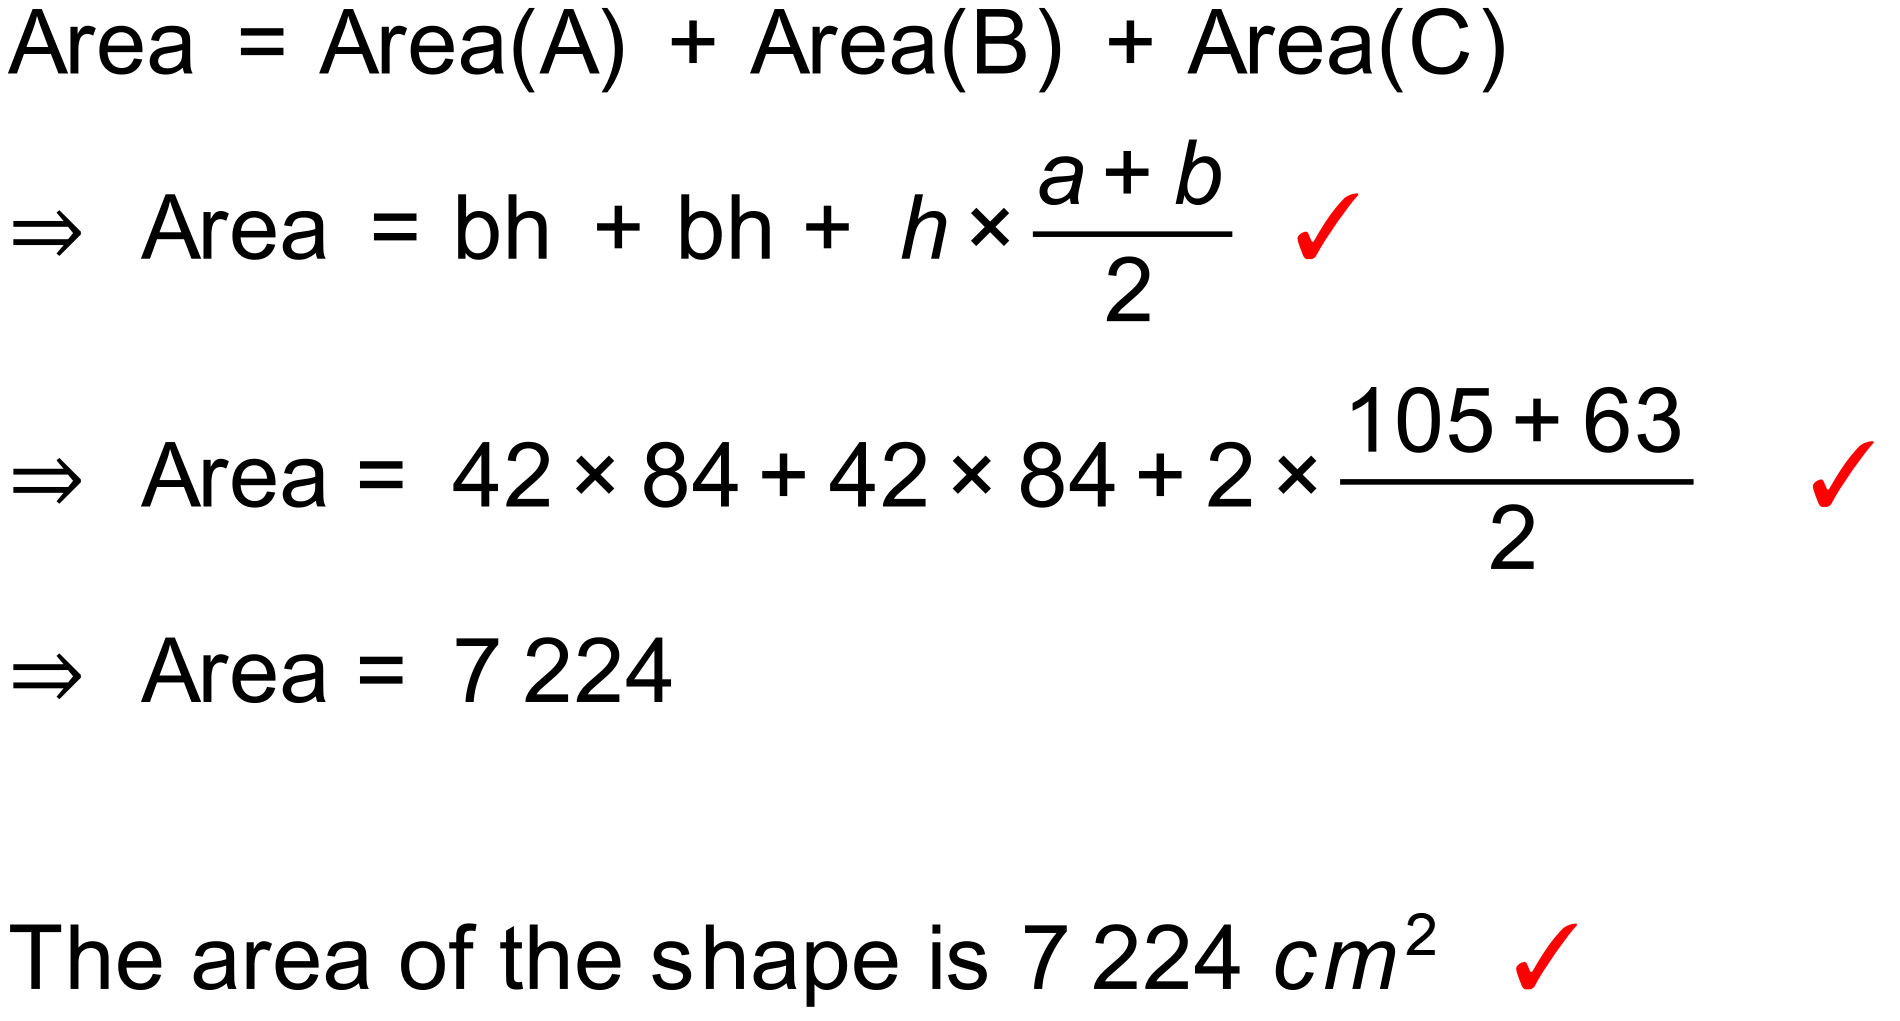 Area = Area(A) + Area(B) + Area(C)
⇒ Area = bh + bh + h × (a + b)/2 ✓
⇒ Area = 42 × 84 + 42 × 84 + 2 × (105 + 63)/2 ✓
⇒ Area = 7 224
The area of the shape is 7 224 cm² ✓